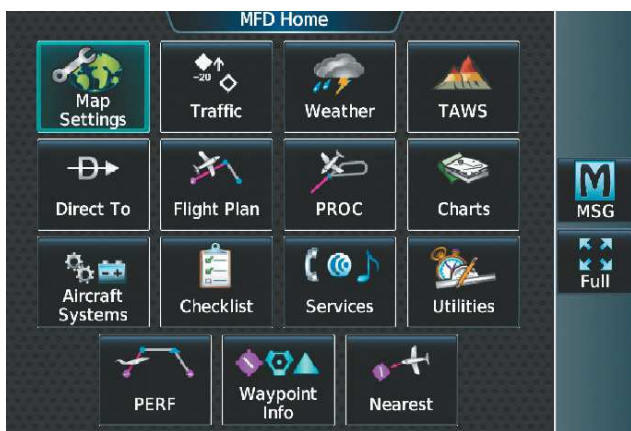 MFD Home
Map
Settings
-20
Traffic
Weather
TAWS
D
Direct To
Flight Plan
PROC
Charts
M
MSG
Aircraft
Systems
Checklist
Services
Utilities
Full
PERF
Waypoint
Info
Nearest